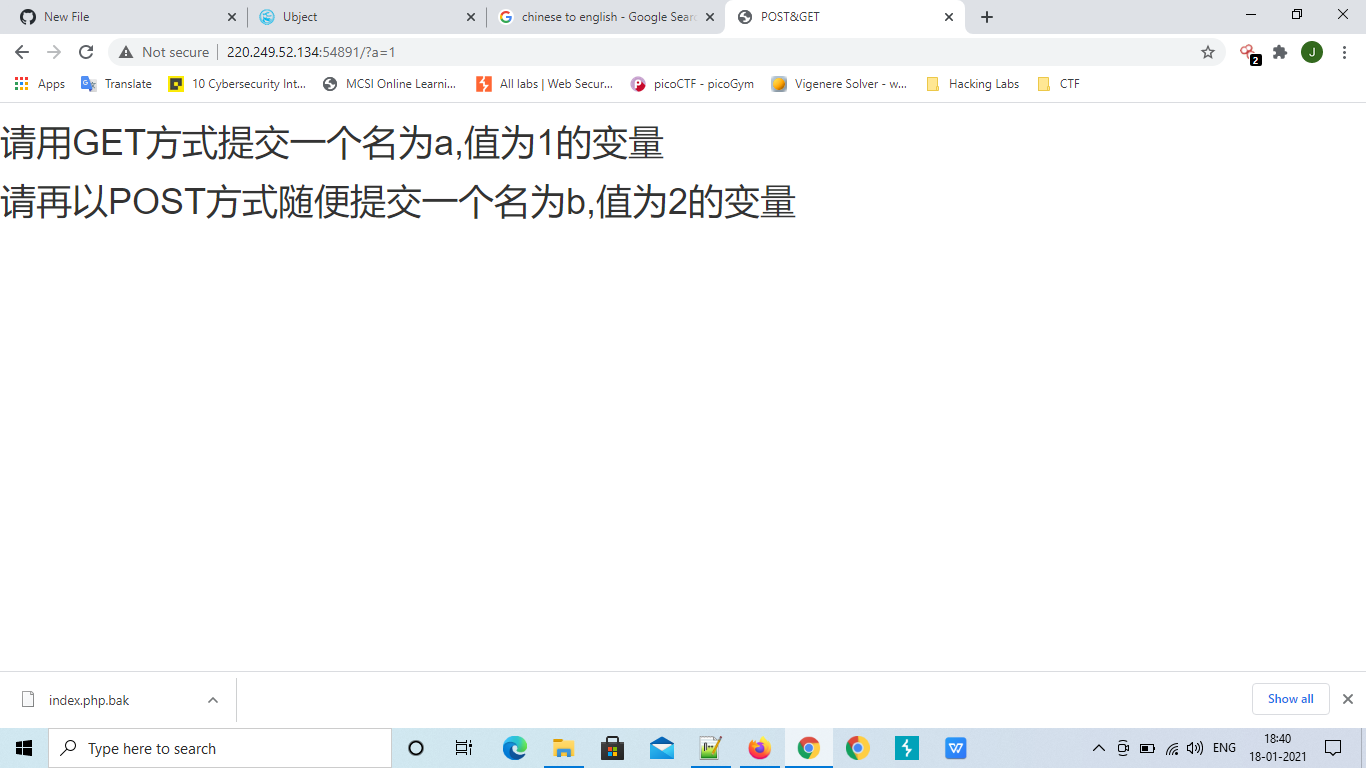 New File
Ubject
chinese to english - Google Sear
POST&GET
Not secure
220.249.52.134:54891/?a=1
2
J
Apps
Translate
10 Cybersecurity Int...
MCSI Online Learni...
All labs | Web Secur...
picoCTF - picoGym
Vigenere Solver - w...
Hacking Labs
CTF
请用GET方式提交一个名为a,值为1的变量
请再以POST方式随便提交一个名为b,值为2的变量
index.php.bak
Show all
Type here to search
ENG
18:40
18-01-2021